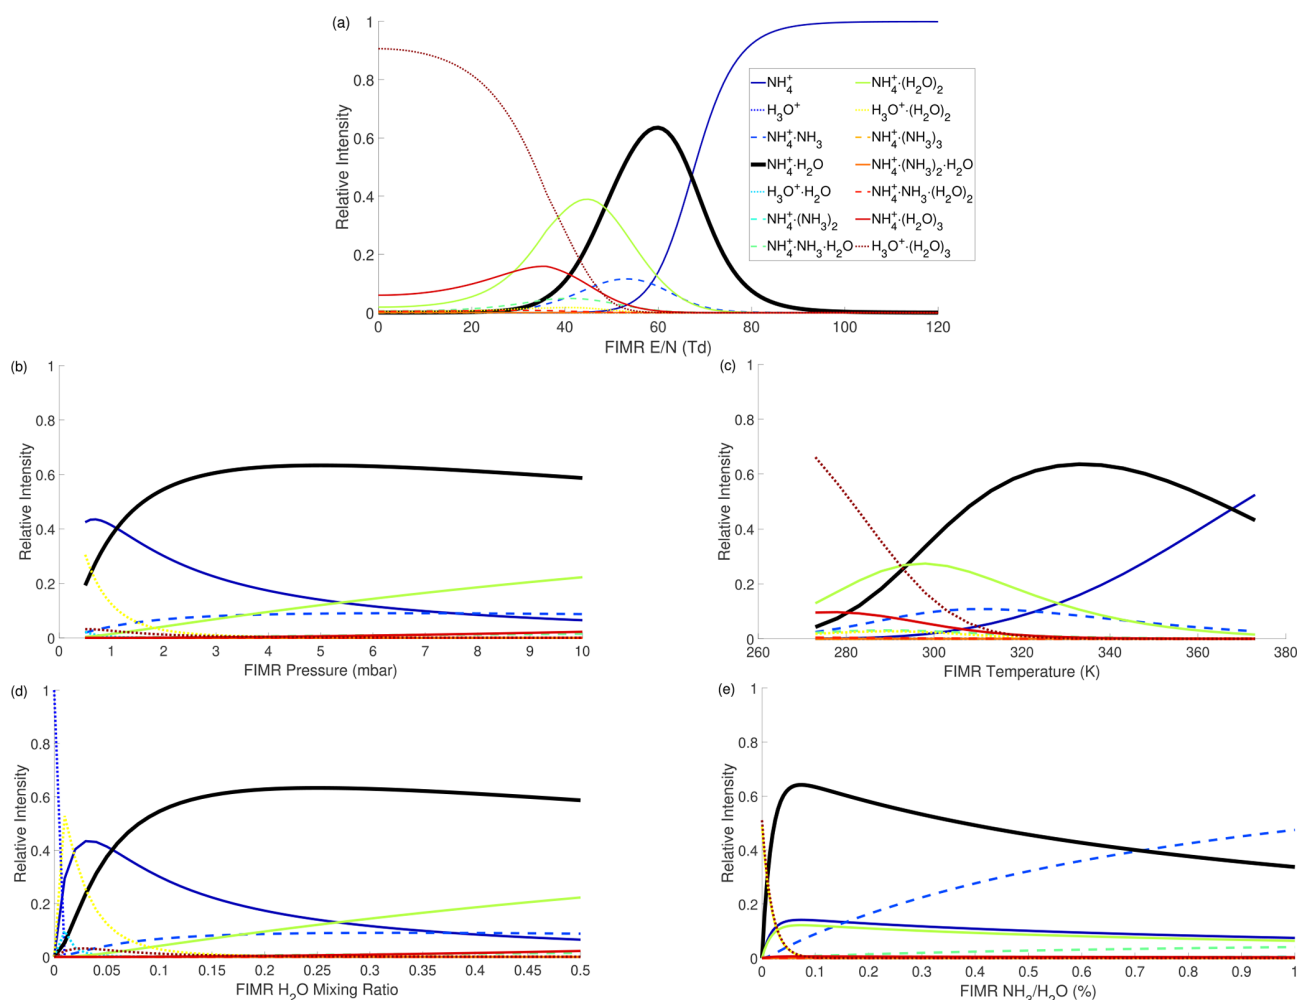 (a)
1
0.8
0.6
0.4
0.2
0
Relative Intensity
0 20 40 60 80 100 120
FIMR E/N (Td)
NH₄⁺ NH₄⁺·(H₂O)₂
H₃O⁺ H₃O⁺·(H₂O)₂
NH₄⁺·NH₃ NH₄⁺·(NH₃)₃
NH₄⁺·H₂O NH₄⁺·(NH₃)₂·H₂O
H₃O⁺·H₂O NH₄⁺·NH₃·(H₂O)₂
NH₄⁺·(NH₃)₂ NH₄⁺·(H₂O)₃
NH₄⁺·NH₃·H₂O H₃O⁺·(H₂O)₃
(b)
1
0.8
0.6
0.4
0.2
0
Relative Intensity
0 1 2 3 4 5 6 7 8 9 10
FIMR Pressure (mbar)
(c)
1
0.8
0.6
0.4
0.2
0
Relative Intensity
260 280 300 320 340 360 380
FIMR Temperature (K)
(d)
1
0.8
0.6
0.4
0.2
0
Relative Intensity
0 0.05 0.1 0.15 0.2 0.25 0.3 0.35 0.4 0.45 0.5
FIMR H₂O Mixing Ratio
(e)
1
0.8
0.6
0.4
0.2
0
Relative Intensity
0 0.1 0.2 0.3 0.4 0.5 0.6 0.7 0.8 0.9 1
FIMR NH₃/H₂O (%)